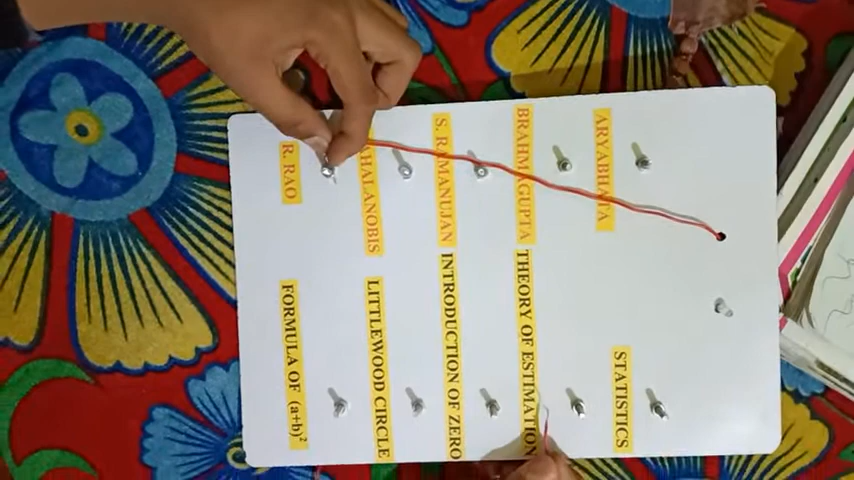 ARYABHATA
STATISTICS
BRAHMAGUPTA
THEORY OF ESTIMATION
S. RAMANUJAN
INTRODUCTION OF ZERO
HALANOBIS
LITTLEWOOD CIRCLE
R. RAO
FORMULA OF (a+b)²